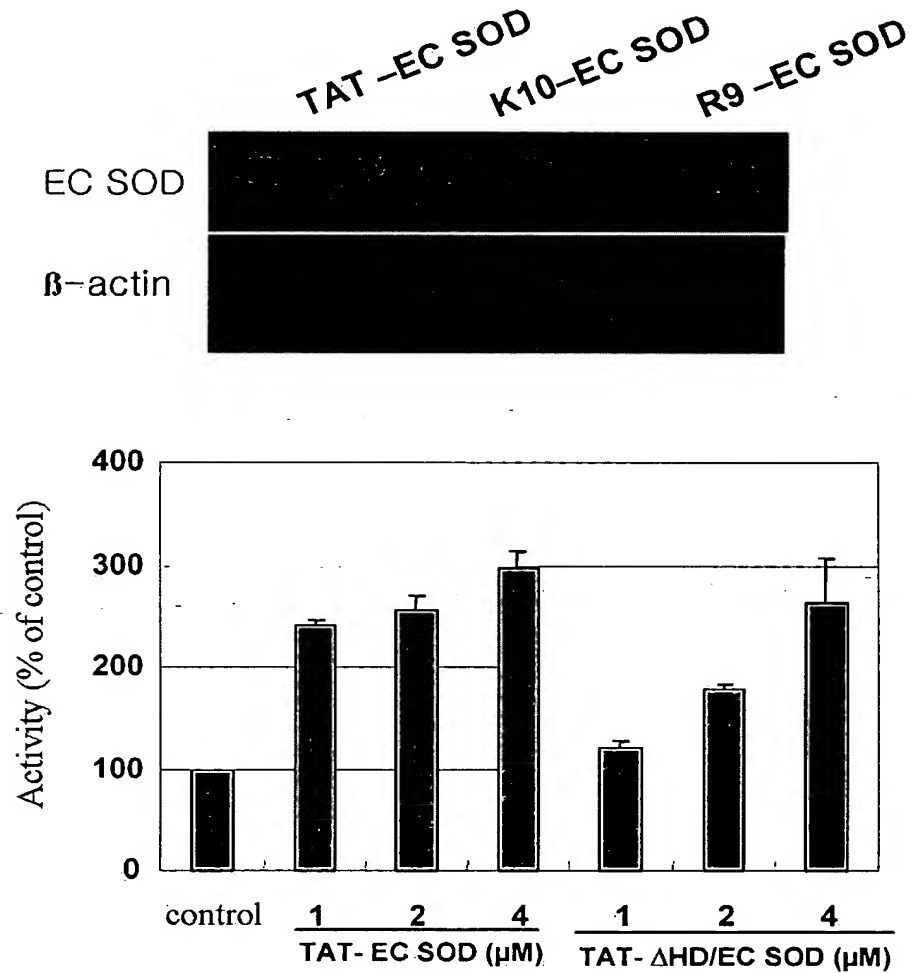 TAT –EC SOD K10–EC SOD R9 –EC SOD
EC SOD
ß-actin
400
300
200
100
0
Activity (% of control)
control 1 2 4 1 2 4
TAT- EC SOD (µM) TAT- ΔHD/EC SOD (µM)